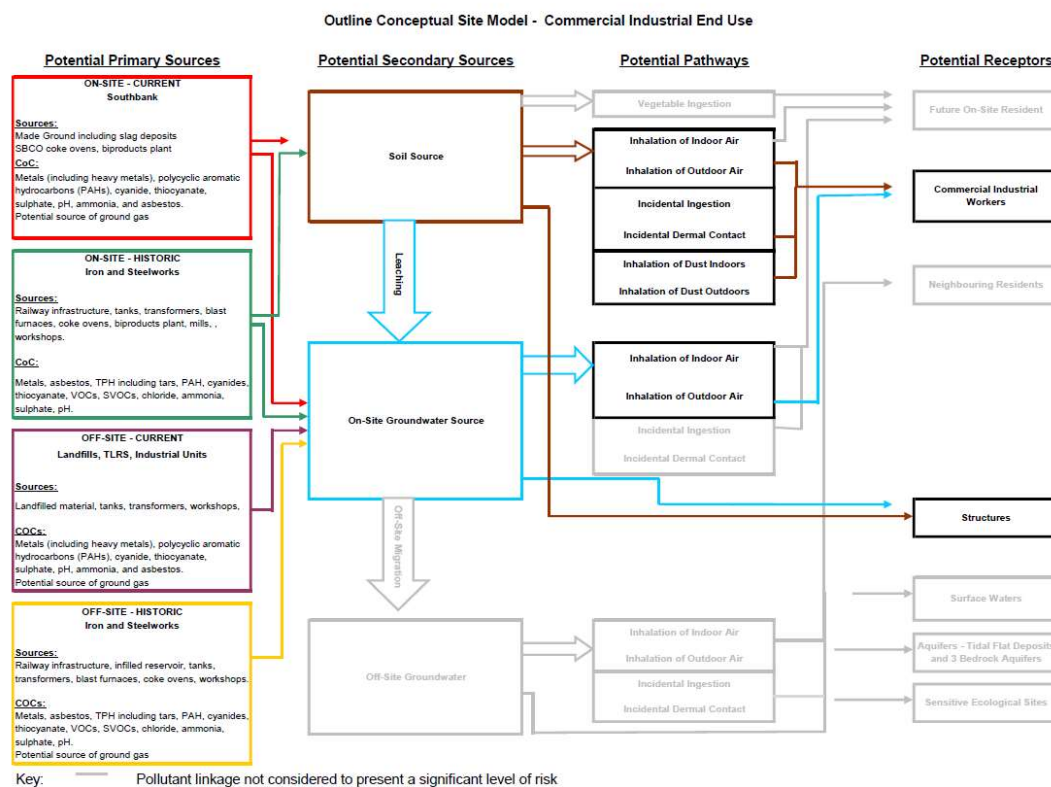 Outline Conceptual Site Model - Commercial Industrial End Use
Potential Primary Sources
ON-SITE - CURRENT
Southbank
Sources:
Made Ground including slag deposits
SBCO coke ovens, biproducts plant
CoC:
Metals (including heavy metals), polycyclic aromatic
hydrocarbons (PAHs), cyanide, thiocyanate,
sulphate, pH, ammonia, and asbestos.
Potential source of ground gas
ON-SITE - HISTORIC
Iron and Steelworks
Sources:
Railway infrastructure, tanks, transformers, blast
furnaces, coke ovens, biproducts plant, mills, ,
workshops.
CoC:
Metals, asbestos, TPH including tars, PAH, cyanides,
thiocyanate, VOCs, SVOCs, chloride, ammonia,
sulphate, pH.
OFF-SITE - CURRENT
Landfills, TLRS, Industrial Units
Sources:
Landfilled material, tanks, transformers, workshops.
COCs:
Metals (including heavy metals), polycyclic aromatic
hydrocarbons (PAHs), cyanide, thiocyanate,
sulphate, pH, ammonia, and asbestos.
Potential source of ground gas
OFF-SITE - HISTORIC
Iron and Steelworks
Sources:
Railway infrastructure, infilled reservoir, tanks,
transformers, blast furnaces, coke ovens, workshops.
COCs:
Metals, asbestos, TPH including tars, PAH, cyanides,
thiocyanate, VOCs, SVOCs, chloride, ammonia,
sulphate, pH.
Potential source of ground gas
Potential Secondary Sources
Soil Source
Leaching
On-Site Groundwater Source
Off-Site Migration
Off-Site Groundwater
Potential Pathways
Vegetable Ingestion
Inhalation of Indoor Air
Inhalation of Outdoor Air
Incidental Ingestion
Incidental Dermal Contact
Inhalation of Dust Indoors
Inhalation of Dust Outdoors
Inhalation of Indoor Air
Inhalation of Outdoor Air
Incidental Ingestion
Incidental Dermal Contact
Inhalation of Indoor Air
Inhalation of Outdoor Air
Incidental Ingestion
Incidental Dermal Contact
Potential Receptors
Future On-Site Resident
Commercial Industrial
Workers
Neighbouring Residents
Structures
Surface Waters
Aquifers - Tidal Flat Deposits
and 3 Bedrock Aquifers
Sensitive Ecological Sites
Key: Pollutant linkage not considered to present a significant level of risk